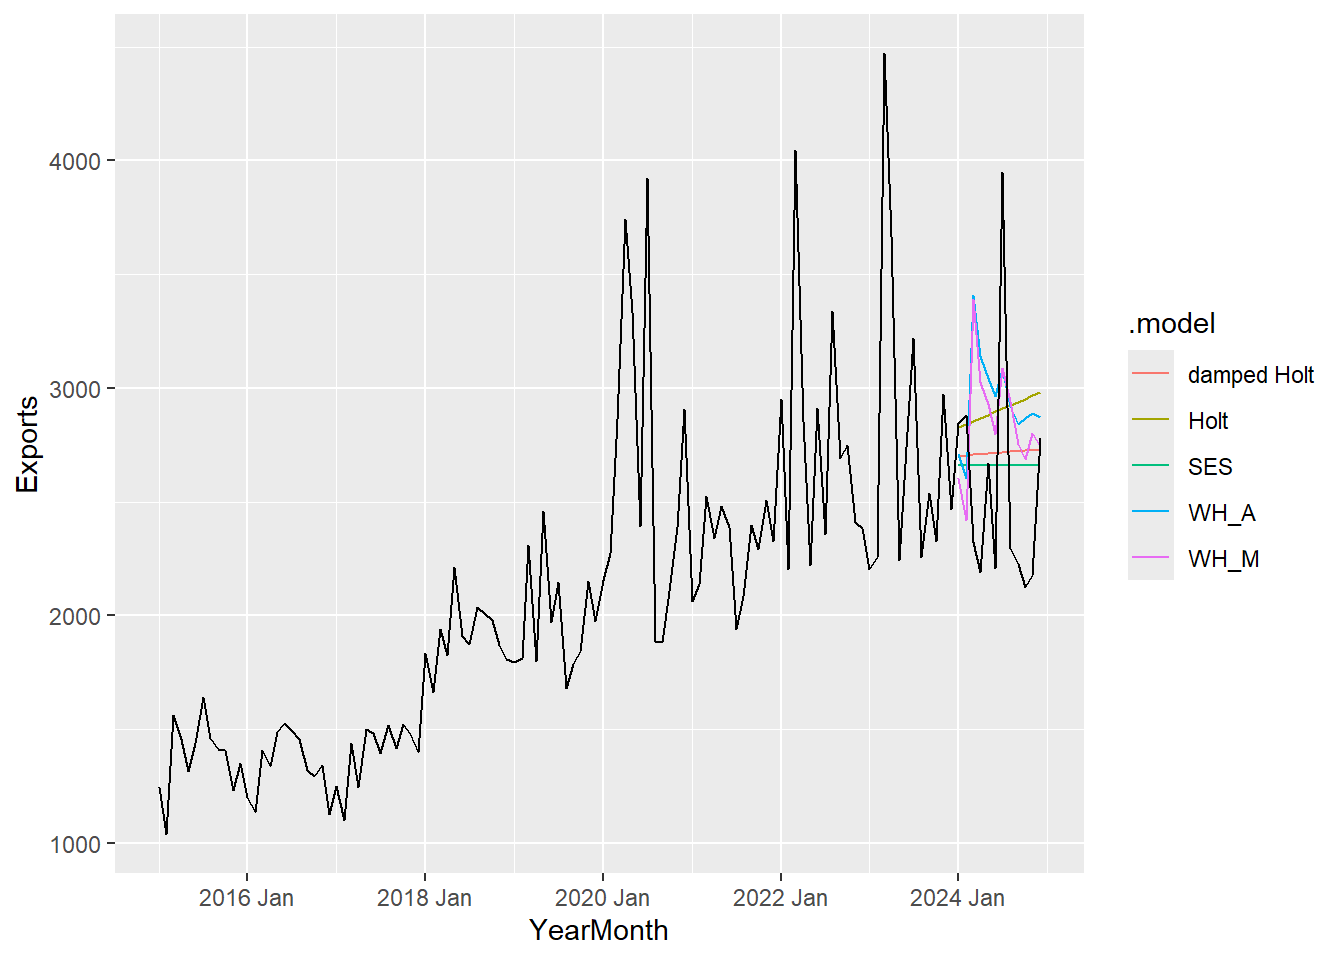 4000
3000
2000
1000
Exports
2016 Jan
2018 Jan
2020 Jan
2022 Jan
2024 Jan
YearMonth
.model
damped Holt
Holt
SES
WH_A
WH_M